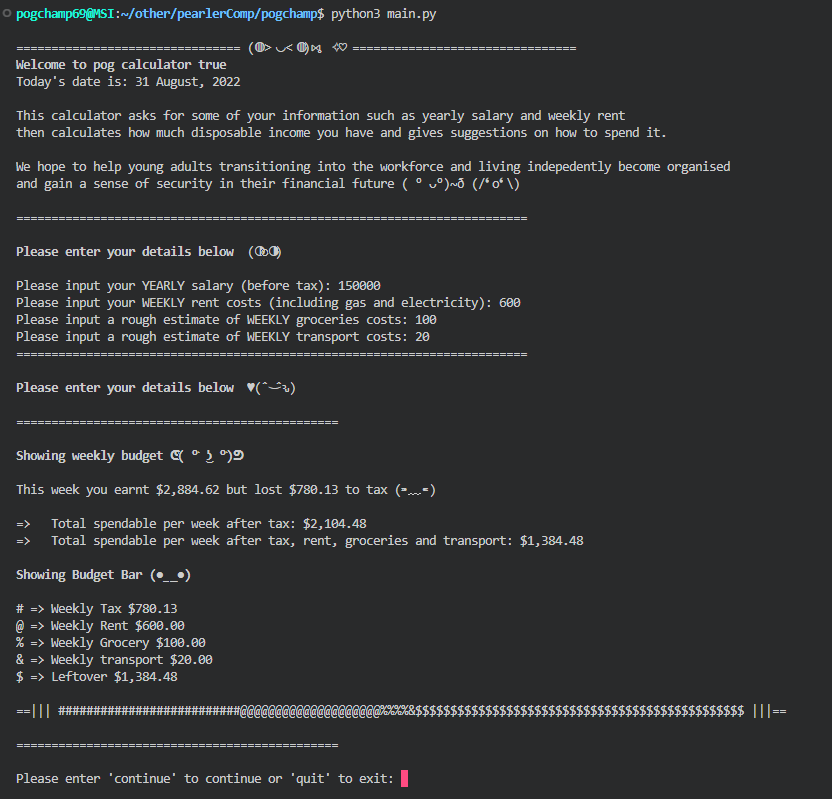 pogchamp69@MSI:~/other/pearlerComp/pogchamp$ python3 main.py
================================ (◍> ◡< ◍)⋈ ✧♡ ================================
Welcome to pog calculator true
Today's date is: 31 August, 2022
This calculator asks for some of your information such as yearly salary and weekly rent
then calculates how much disposable income you have and gives suggestions on how to spend it.
We hope to help young adults transitioning into the workforce and living indepedently become organised
and gain a sense of security in their financial future ( º ᴗº)~ð (/❛o❛\)
=========================================================================
Please enter your details below
Please input your YEARLY salary (before tax): 150000
Please input your WEEKLY rent costs (including gas and electricity): 600
Please input a rough estimate of WEEKLY groceries costs: 100
Please input a rough estimate of WEEKLY transport costs: 20
=========================================================================
Please enter your details below
==============================================
Showing weekly budget
This week you earnt $2,884.62 but lost $780.13 to tax
=>   Total spendable per week after tax: $2,104.48
=>   Total spendable per week after tax, rent, groceries and transport: $1,384.48
Showing Budget Bar (●__●)
# => Weekly Tax $780.13
@ => Weekly Rent $600.00
% => Weekly Grocery $100.00
& => Weekly transport $20.00
$ => Leftover $1,384.48
==||| ##########################@@@@@@@@@@@@@@@@@@@@%%%%&$$$$$$$$$$$$$$$$$$$$$$$$$$$$$$$$$$$$$$$$$$$$$$$ |||==
==============================================
Please enter 'continue' to continue or 'quit' to exit: